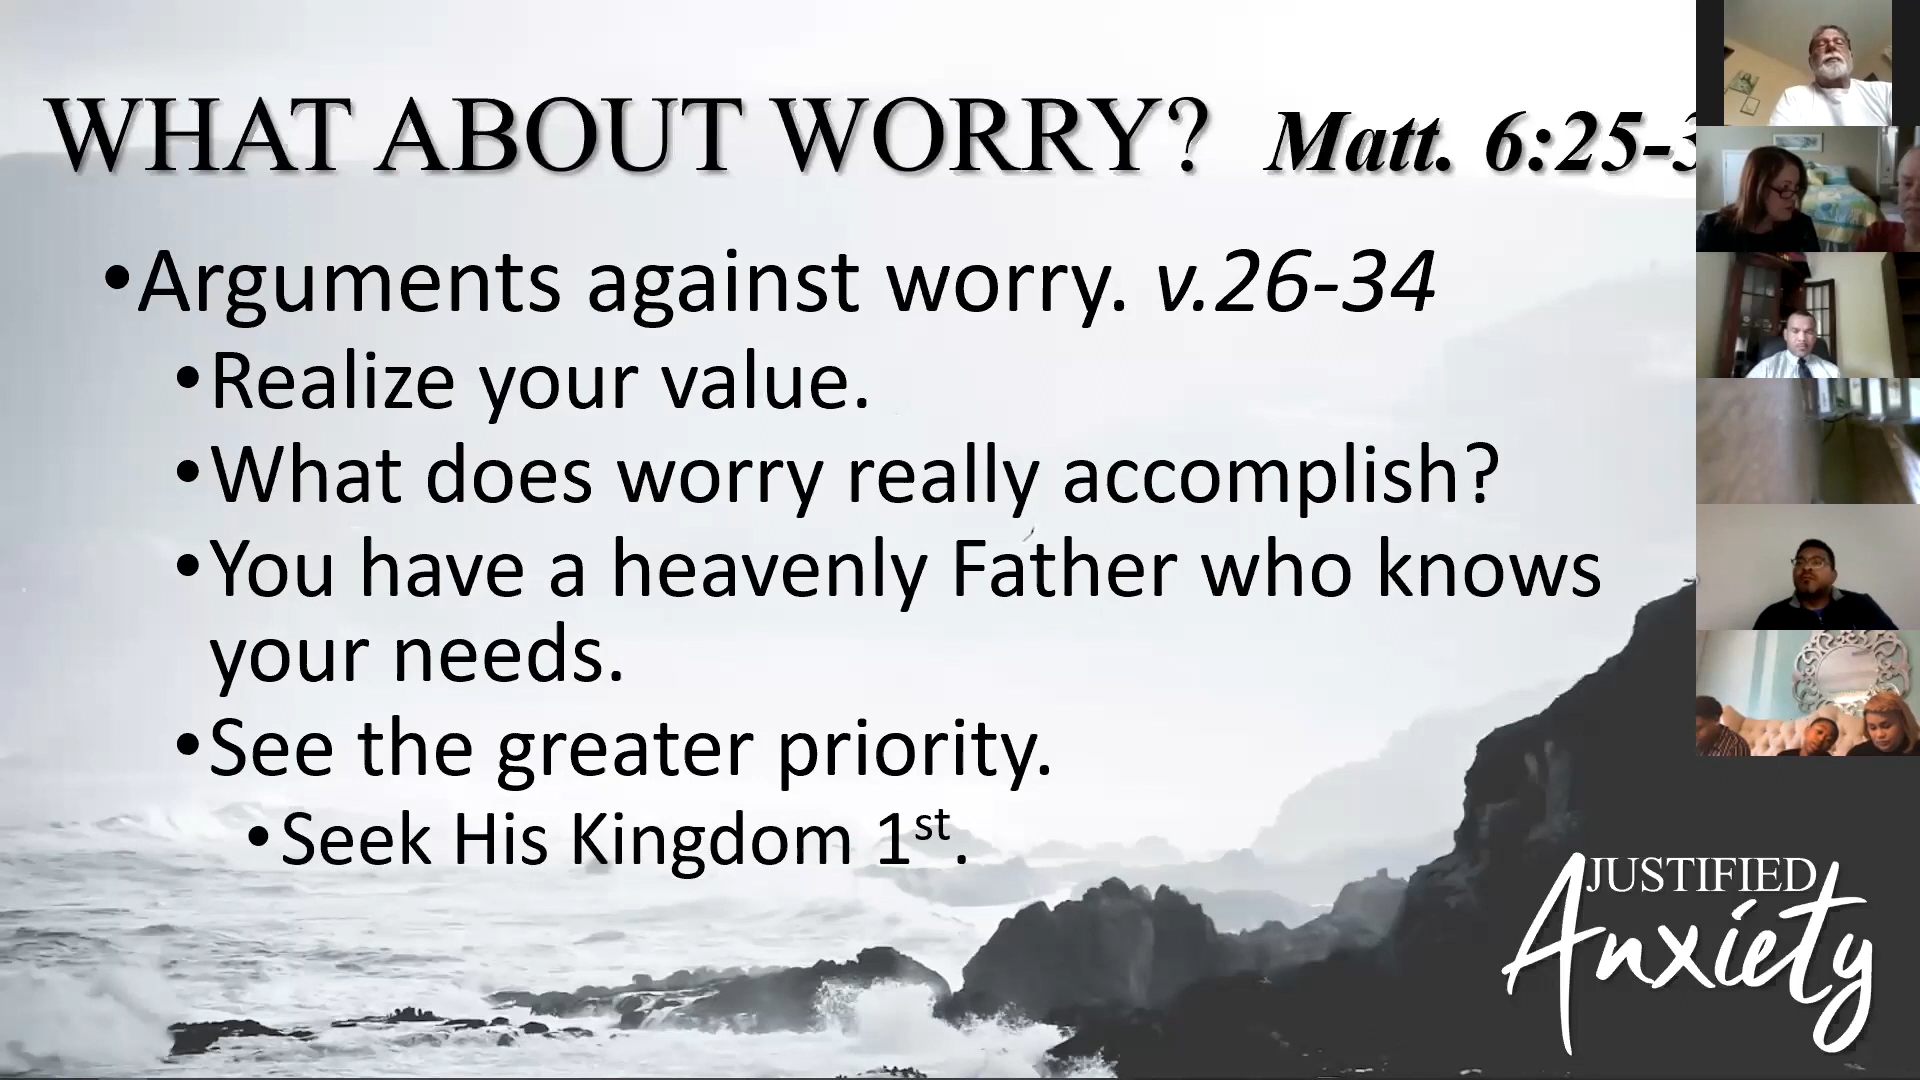 WHAT ABOUT WORRY? Matt. 6:25-3
•Arguments against worry. v.26-34
•Realize your value.
•What does worry really accomplish?
•You have a heavenly Father who knows
your needs.
•See the greater priority.
•Seek His Kingdom 1st.
JUSTIFIED
Anxiety